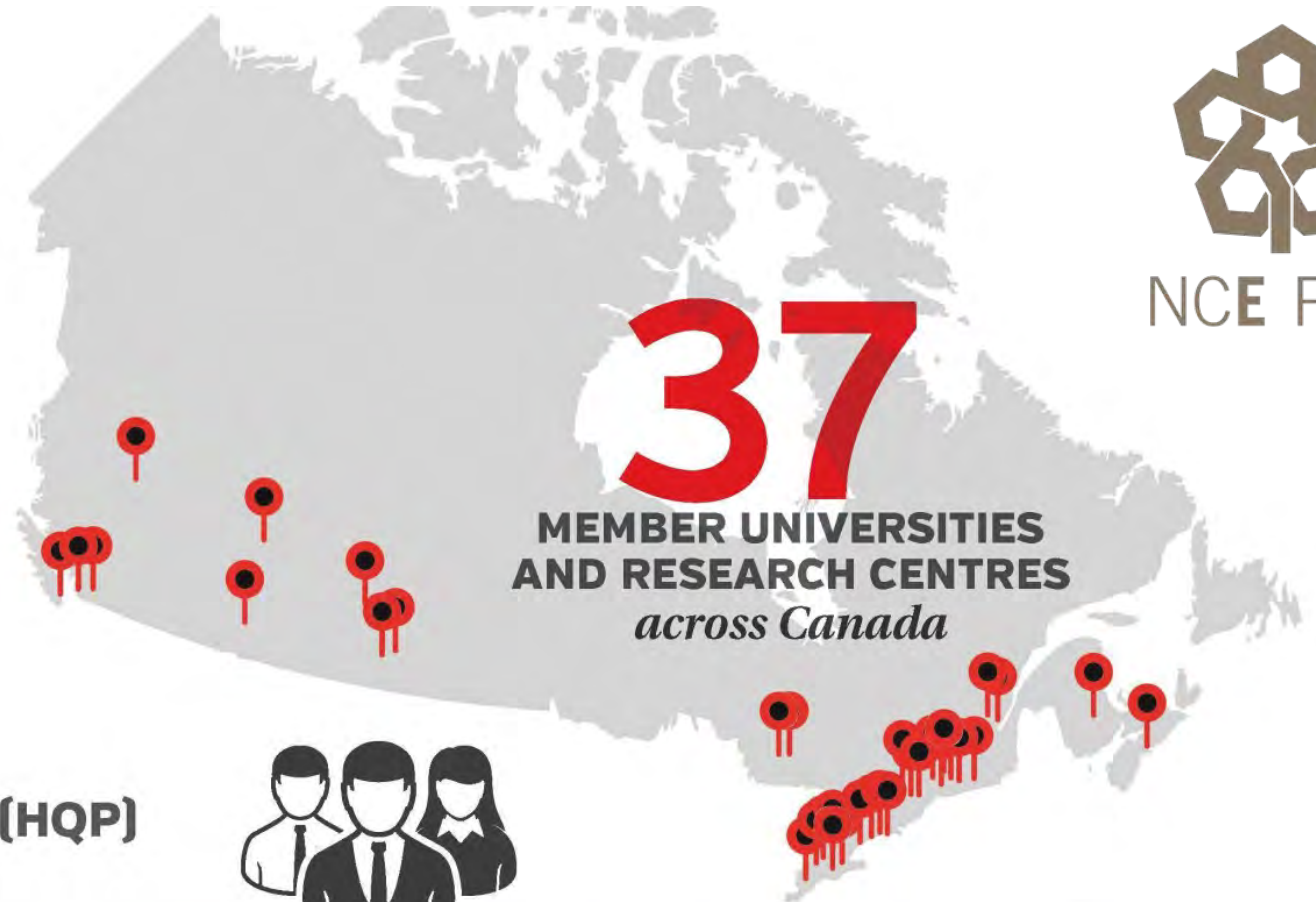 NCE
37
MEMBER UNIVERSITIES
AND RESEARCH CENTRES
across Canada
(HQP)